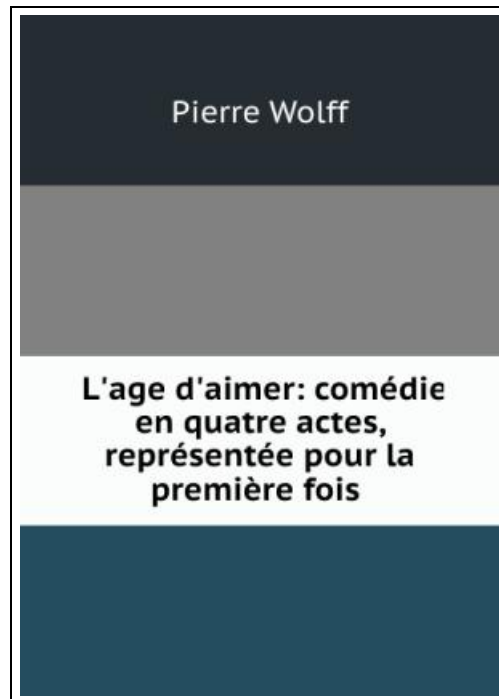 Pierre Wolff
L'age d'aimer: comédie
en quatre actes,
représentée pour la
première fois